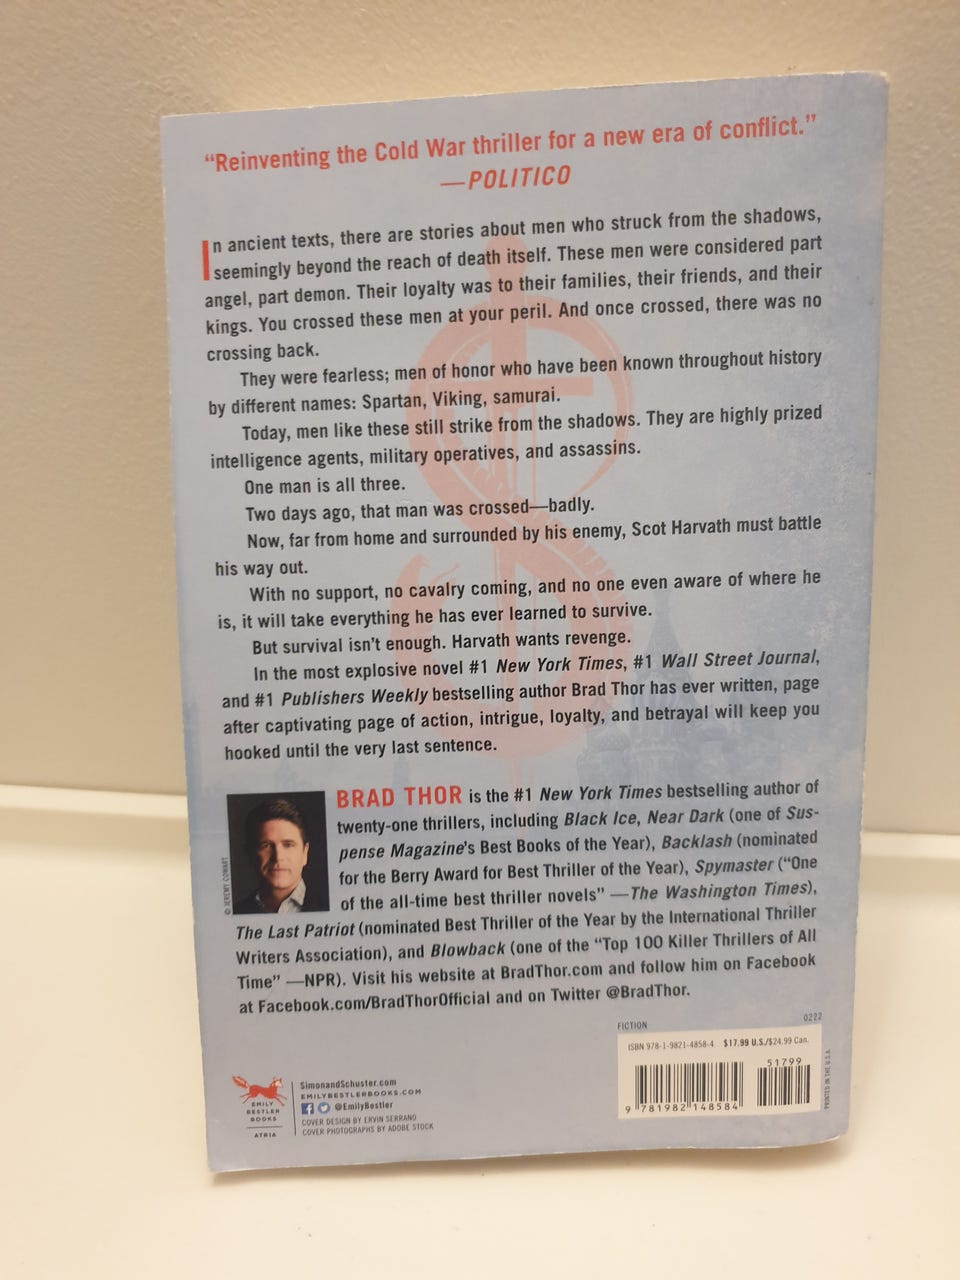 “Reinventing the Cold War thriller for a new era of conflict.”
—POLITICO
In ancient texts, there are stories about men who struck from the shadows,
seemingly beyond the reach of death itself. These men were considered part
angel, part demon. Their loyalty was to their families, their friends, and their
kings. You crossed these men at your peril. And once crossed, there was no
crossing back.
They were fearless; men of honor who have been known throughout history
by different names: Spartan, Viking, samurai.
Today, men like these still strike from the shadows. They are highly prized
intelligence agents, military operatives, and assassins.
One man is all three.
Two days ago, that man was crossed—badly.
Now, far from home and surrounded by his enemy, Scot Harvath must battle
his way out.
With no support, no cavalry coming, and no one even aware of where he
is, it will take everything he has ever learned to survive.
But survival isn’t enough. Harvath wants revenge.
In the most explosive novel #1 New York Times, #1 Wall Street Journal,
and #1 Publishers Weekly bestselling author Brad Thor has ever written, page
after captivating page of action, intrigue, loyalty, and betrayal will keep you
hooked until the very last sentence.
BRAD THOR is the #1 New York Times bestselling author of
twenty-one thrillers, including Black Ice, Near Dark (one of Sus-
pense Magazine’s Best Books of the Year), Backlash (nominated
for the Berry Award for Best Thriller of the Year), Spymaster (“One
of the all-time best thriller novels” —The Washington Times),
The Last Patriot (nominated Best Thriller of the Year by the International Thriller
Writers Association), and Blowback (one of the “Top 100 Killer Thrillers of All
Time” —NPR). Visit his website at BradThor.com and follow him on Facebook
at Facebook.com/BradThorOfficial and on Twitter @BradThor.
© JEREMY COWART
EMILY
BESTLER
BOOKS
ATRIA
SimonandSchuster.com
EMILYBESTLERBOOKS.COM
@EmilyBestler
COVER DESIGN BY ERVIN SERRANO
COVER PHOTOGRAPHS BY ADOBE STOCK
FICTION
0222
ISBN 978-1-9821-4858-4 $17.99 U.S./$24.99 Can.
51799
9 781982 148584
PRINTED IN THE U.S.A.